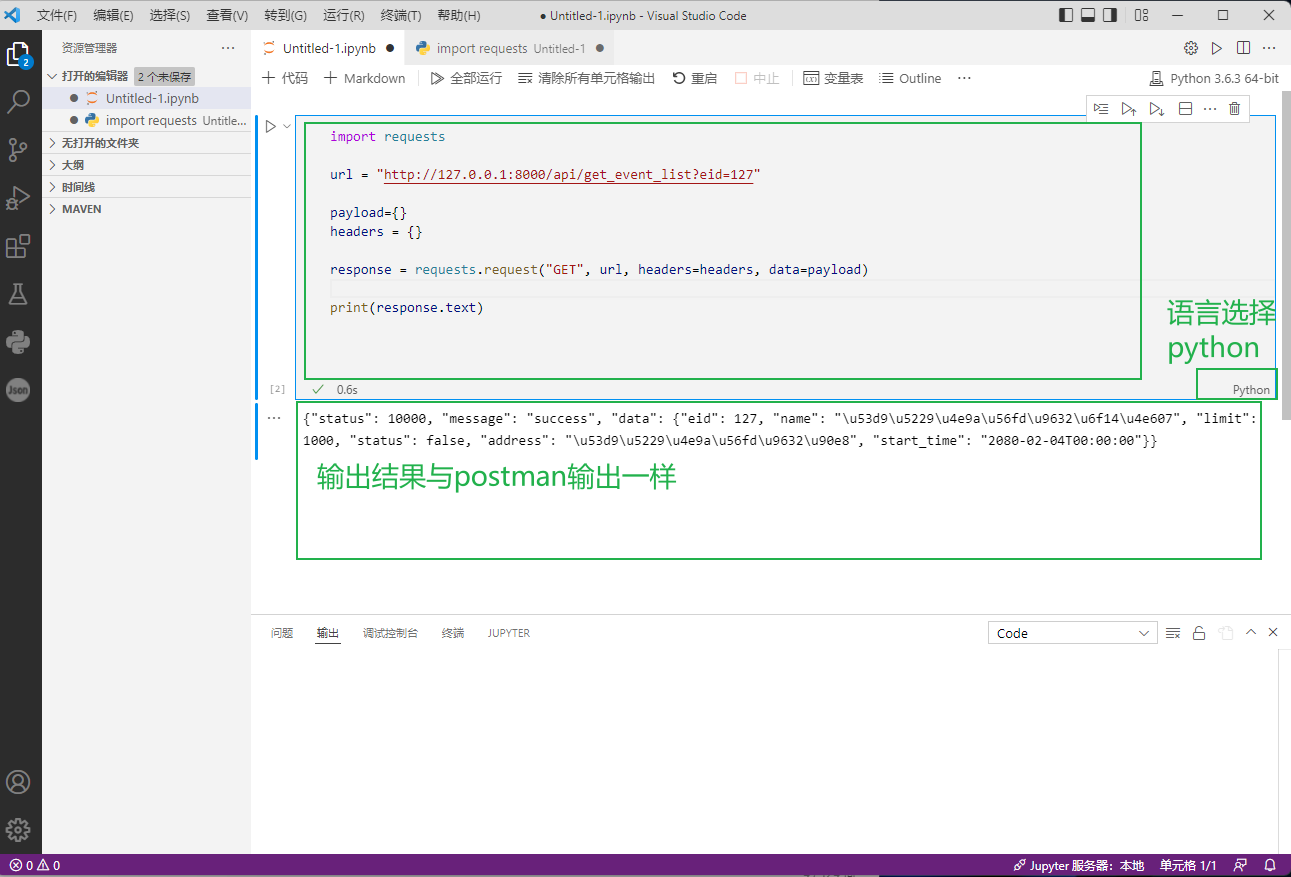 文件(F) 编辑(E) 选择(S) 查看(V) 转到(G) 运行(R) 终端(T) 帮助(H) ● Untitled-1.ipynb - Visual Studio Code
资源管理器 ···
Untitled-1.ipynb ●
import requests Untitled-1 ●
2
打开的编辑器 2 个未保存
● Untitled-1.ipynb
● import requests Untitle...
无打开的文件夹
大纲
时间线
MAVEN
Json
代码 Markdown 全部运行 清除所有单元格输出 重启 中止 变量表 Outline ··· Python 3.6.3 64-bit
import requests
url = "http://127.0.0.1:8000/api/get_event_list?eid=127"
payload={}
headers = {}
response = requests.request("GET", url, headers=headers, data=payload)
print(response.text)
语言选择
python
[2] 0.6s Python
{"status": 10000, "message": "success", "data": {"eid": 127, "name": "\u53d9\u5229\u4e9a\u56fd\u9632\u6f14\u4e607", "limit":
1000, "status": false, "address": "\u53d9\u5229\u4e9a\u56fd\u9632\u90e8", "start_time": "2080-02-04T00:00:00"}}
输出结果与postman输出一样
问题 输出 调试控制台 终端 JUPYTER Code
0 0 Jupyter 服务器: 本地 单元格 1/1